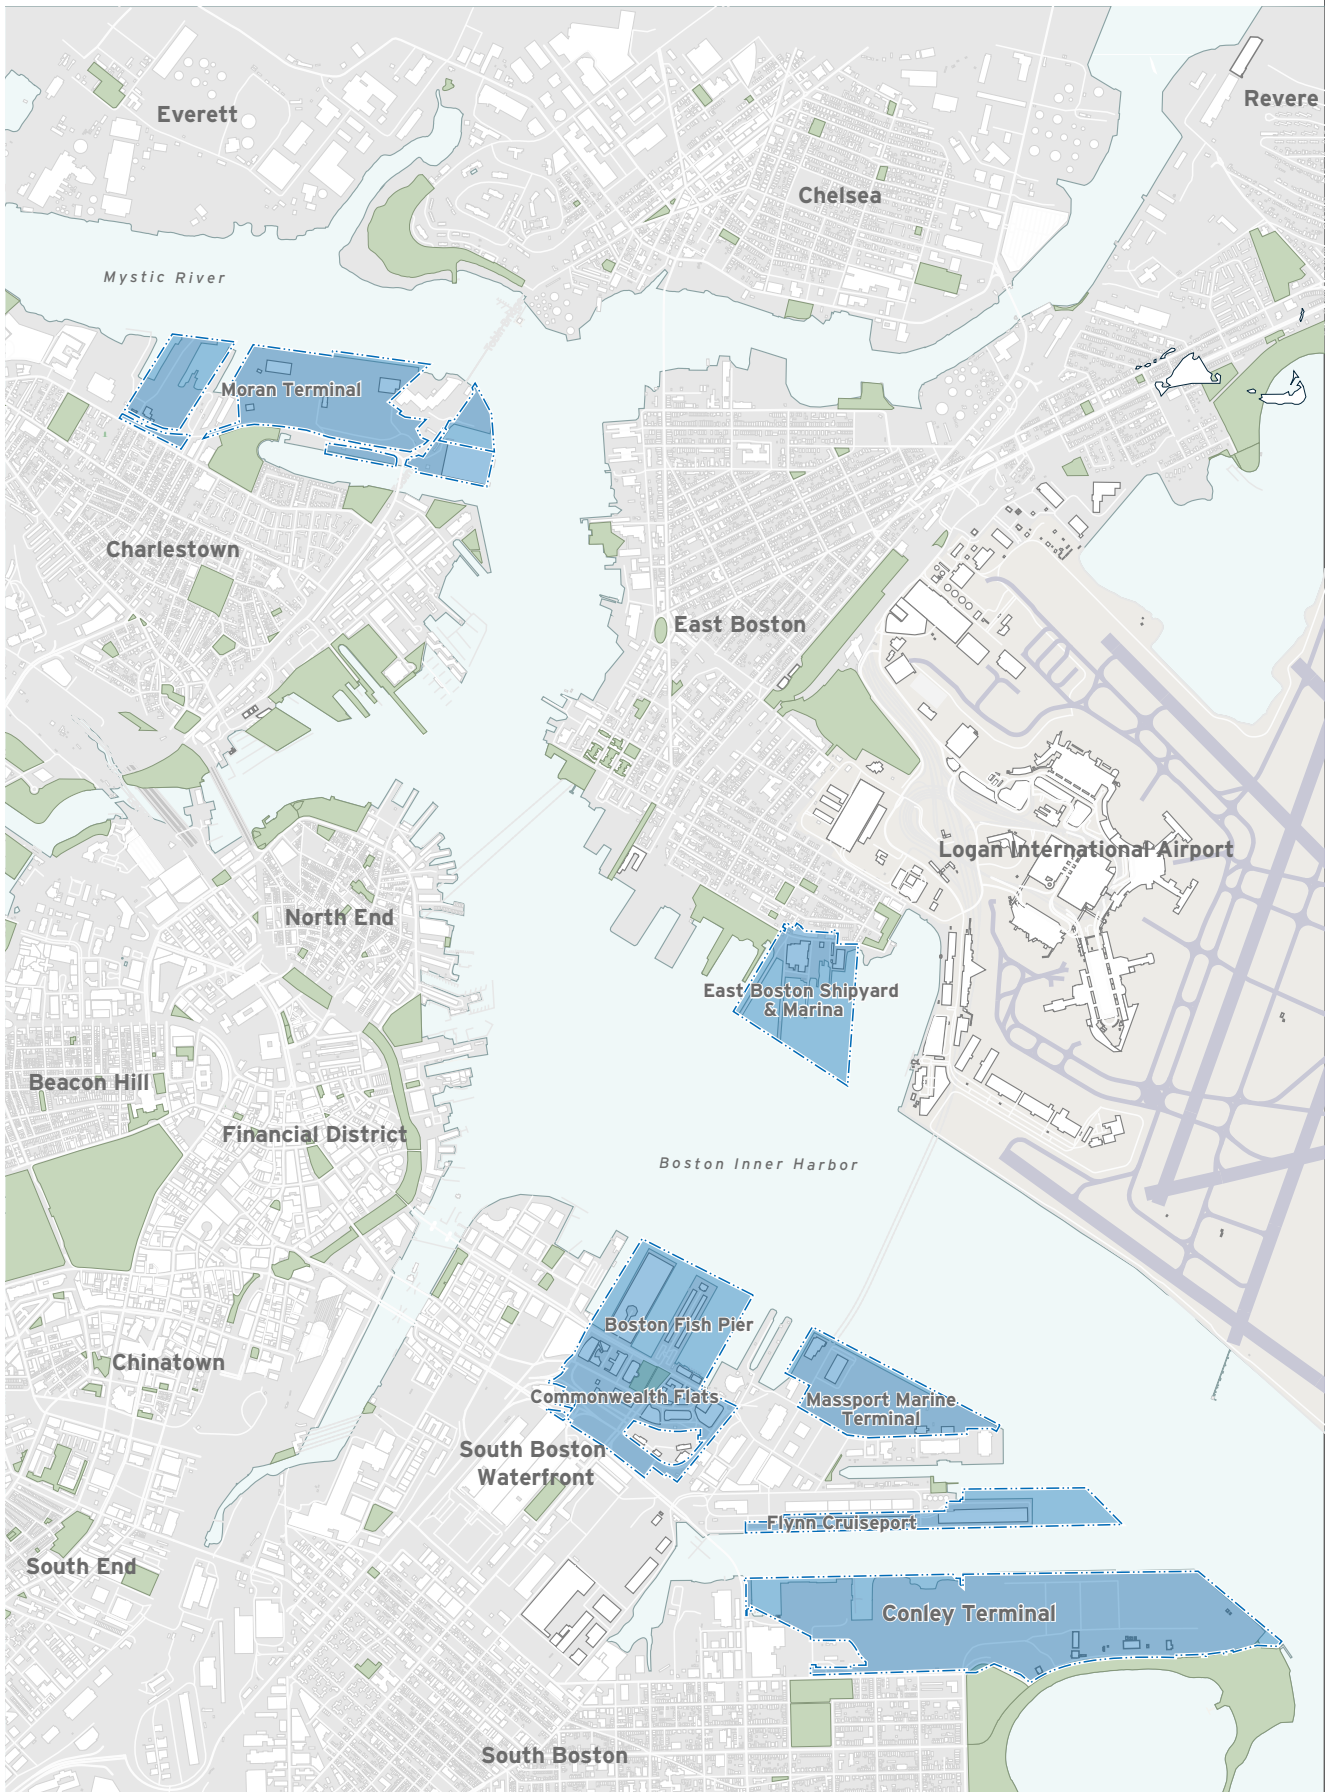 Everett
Revere
Chelsea
Mystic River
Tobin Bridge
Moran Terminal
Charlestown
East Boston
Logan International Airport
North End
East Boston Shipyard
& Marina
Beacon Hill
Financial District
Boston Inner Harbor
Boston Fish Pier
Chinatown
Commonwealth Flats
Massport Marine
Terminal
South Boston
Waterfront
Flynn Cruiseport
South End
Conley Terminal
South Boston